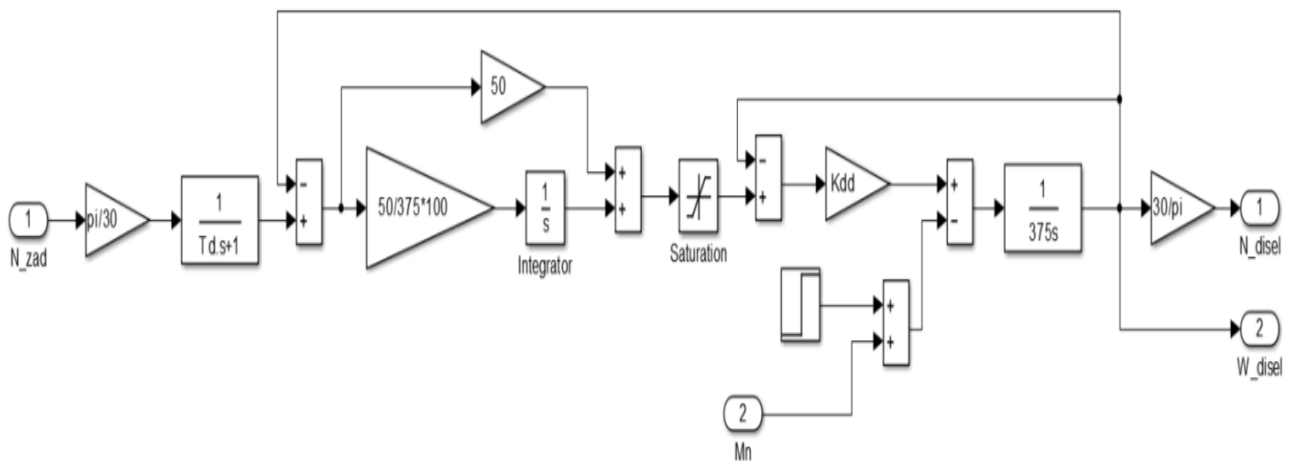 1
N_zad
pi/30
1
Td.s+1
-
+
50
50/375*100
1
s
Integrator
+
+
Saturation
-
+
Kdd
+
-
1
375s
30/pi
1
N_disel
2
W_disel
+
+
2
Mn